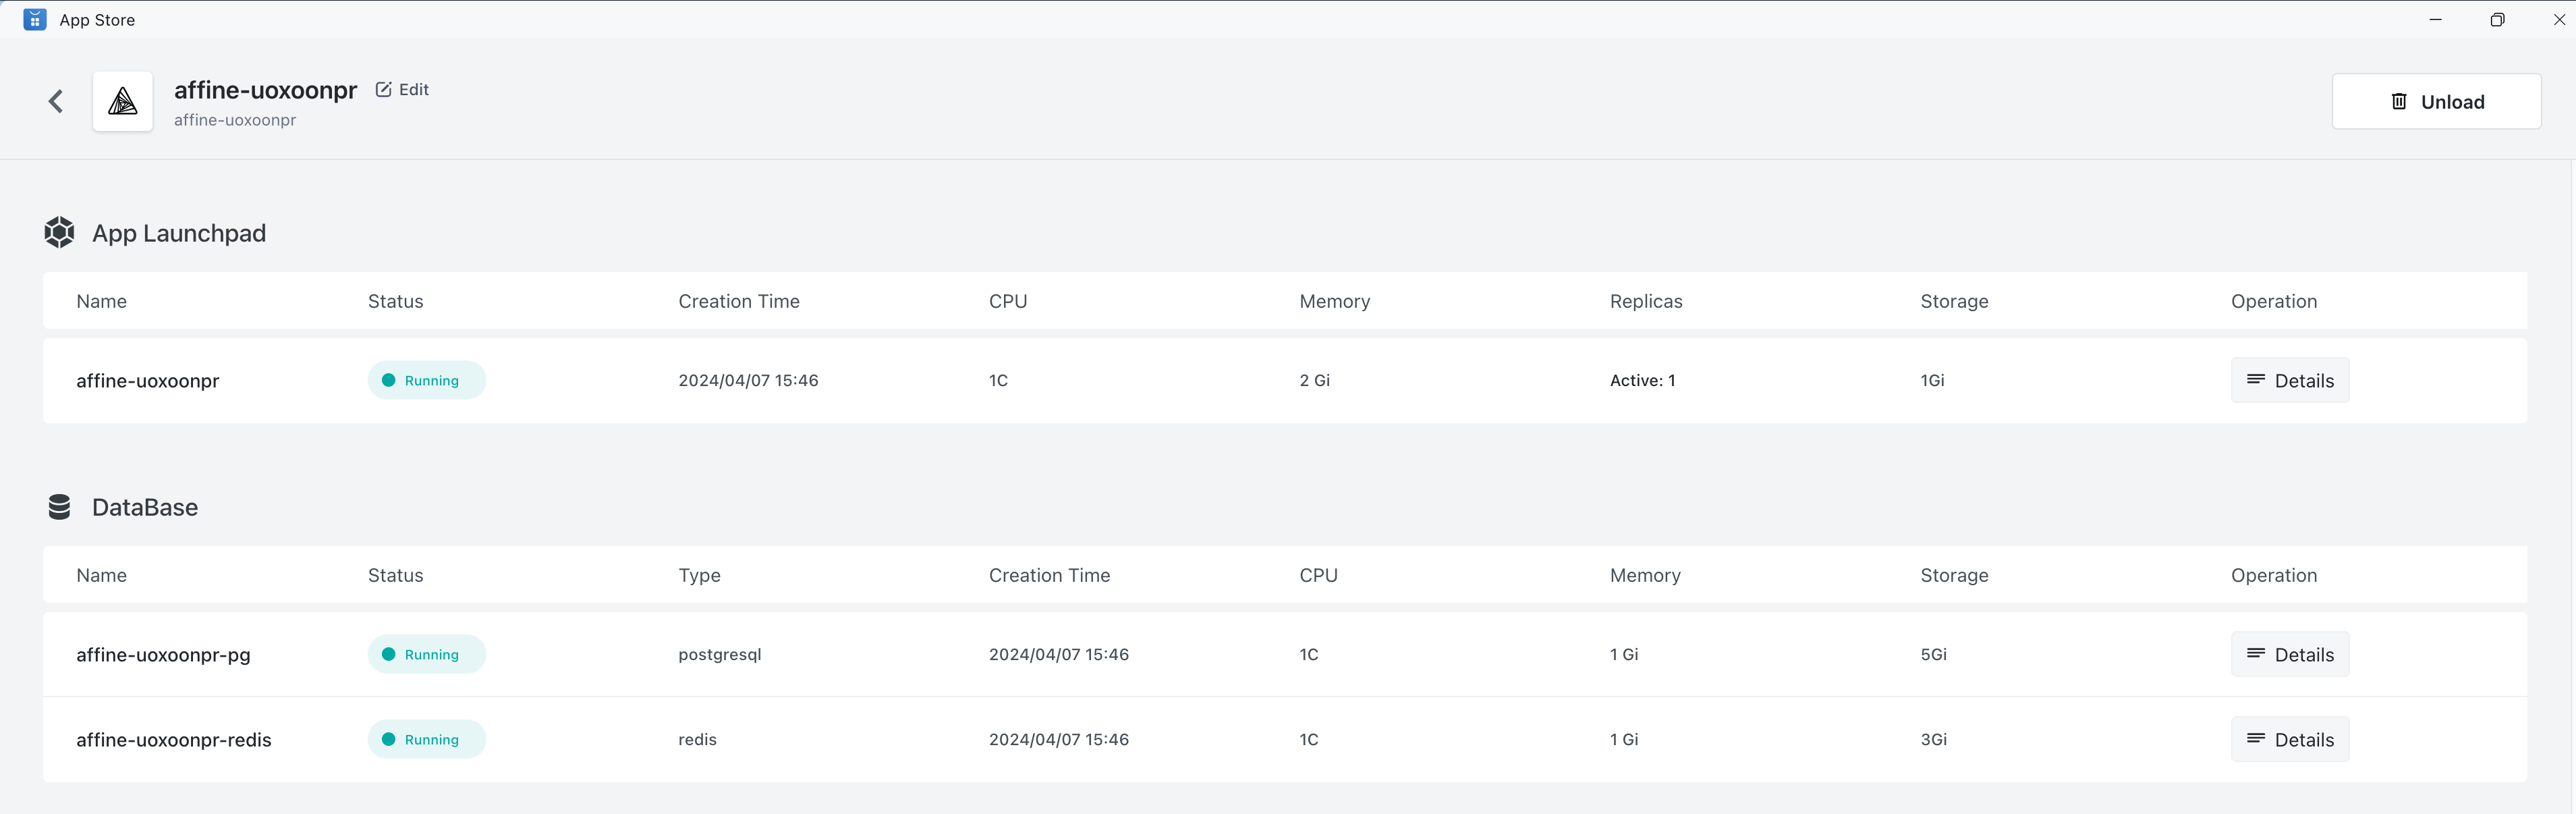 App Store
affine-uoxoonpr Edit
affine-uoxoonpr
Unload
App Launchpad
Name Status Creation Time CPU Memory Replicas Storage Operation
affine-uoxoonpr Running 2024/04/07 15:46 1C 2 Gi Active: 1 1Gi Details
DataBase
Name Status Type Creation Time CPU Memory Storage Operation
affine-uoxoonpr-pg Running postgresql 2024/04/07 15:46 1C 1 Gi 5Gi Details
affine-uoxoonpr-redis Running redis 2024/04/07 15:46 1C 1 Gi 3Gi Details